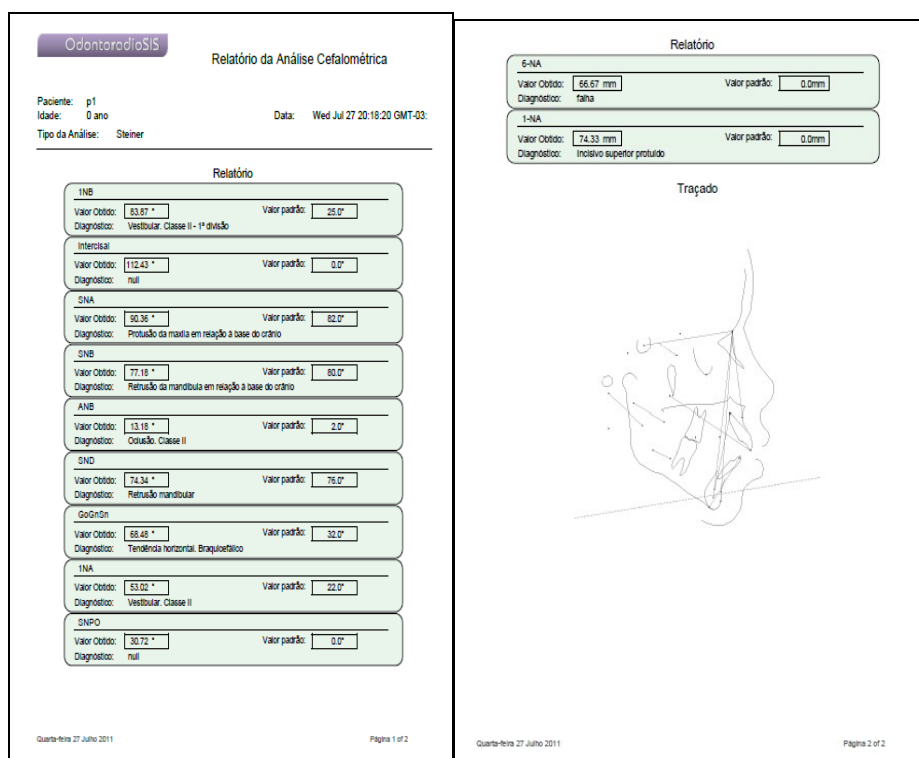 OdontoradioSIS
Relatório da Análise Cefalométrica
Paciente: p1
Idade: 0 ano
Data: Wed Jul 27 20:18:20 GMT-03:
Tipo da Análise: Steiner
Relatório
1NB
Valor Obtido: 83.87 ° Valor padrão: 25.0°
Diagnóstico: Vestibular. Classe II - 1ª divisão
Intercisal
Valor Obtido: 112.43 ° Valor padrão: 0.0°
Diagnóstico: null
SNA
Valor Obtido: 90.36 ° Valor padrão: 82.0°
Diagnóstico: Protusão da maxila em relação à base do crânio
SNB
Valor Obtido: 77.18 ° Valor padrão: 80.0°
Diagnóstico: Retrusão da mandíbula em relação à base do crânio
ANB
Valor Obtido: 13.18 ° Valor padrão: 2.0°
Diagnóstico: Oclusão. Classe II
SND
Valor Obtido: 74.34 ° Valor padrão: 76.0°
Diagnóstico: Retrusão mandibular
GoGnSn
Valor Obtido: 68.48 ° Valor padrão: 32.0°
Diagnóstico: Tendência horizontal. Braquicefálico
1NA
Valor Obtido: 53.02 ° Valor padrão: 22.0°
Diagnóstico: Vestibular. Classe II
SNPO
Valor Obtido: 30.72 ° Valor padrão: 0.0°
Diagnóstico: null
Quarta-feira 27 Julho 2011 Página 1 of 2
Relatório
6-NA
Valor Obtido: 66.67 mm Valor padrão: 0.0mm
Diagnóstico: falha
1-NA
Valor Obtido: 74.33 mm Valor padrão: 0.0mm
Diagnóstico: Incisivo superior protuído
Traçado
Quarta-feira 27 Julho 2011 Página 2 of 2